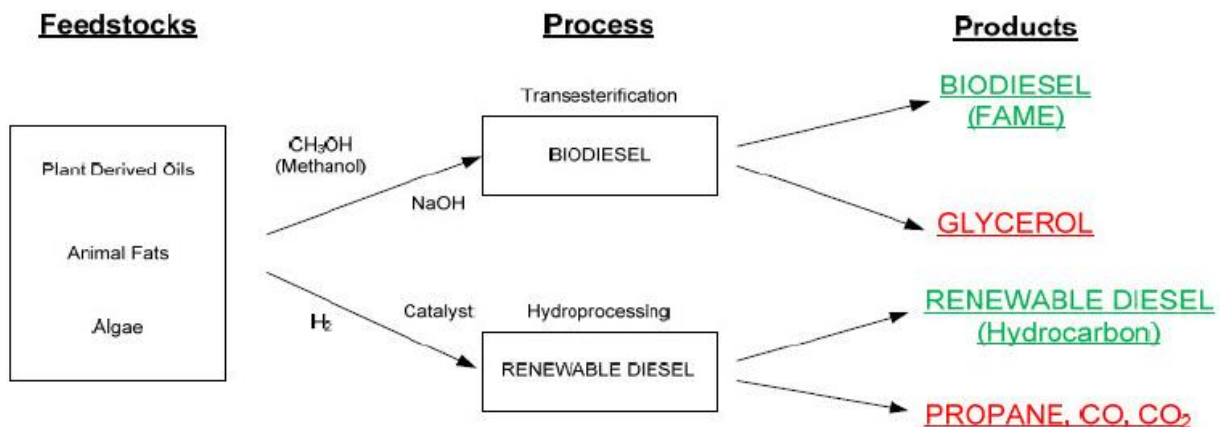 Feedstocks
Process
Products
Plant Derived Oils
Animal Fats
Algae
CH₃OH
(Methanol)
NaOH
H₂
Catalyst
Transesterification
BIODIESEL
Hydroprocessing
RENEWABLE DIESEL
BIODIESEL
(FAME)
GLYCEROL
RENEWABLE DIESEL
(Hydrocarbon)
PROPANE, CO, CO₂